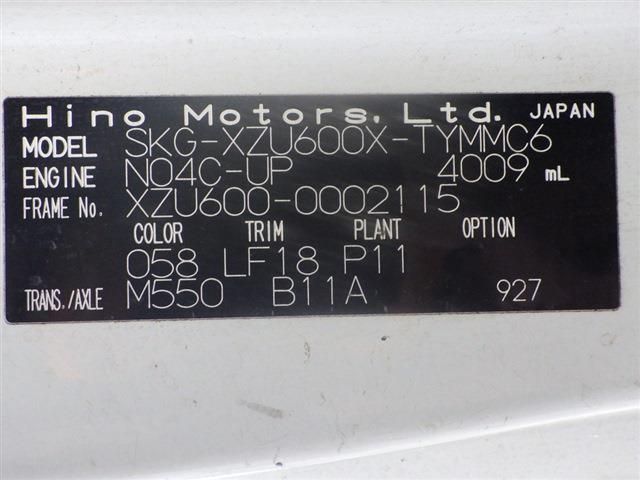 Hino Motors, Ltd. JAPAN
MODEL SKG-XZU600X-TYMMC6
ENGINE N04C-UP 4009 mL
FRAME No. XZU600-0002115
COLOR TRIM PLANT OPTION
058 LF18 P11
TRANS./AXLE M550 B11A 927